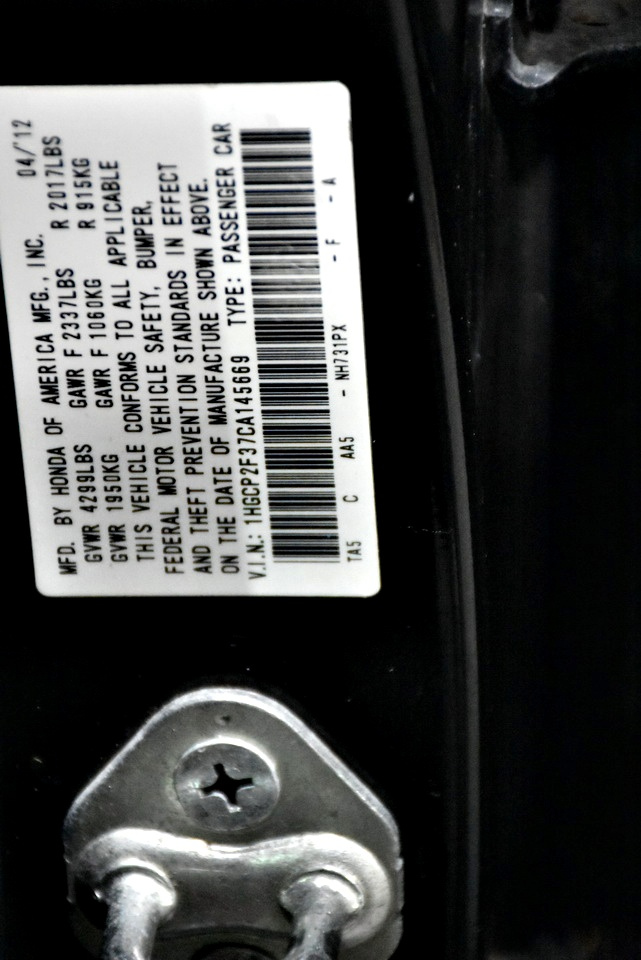 MFD. BY HONDA OF AMERICA MFG., INC. 04/'12
GVWR 4299LBS GAWR F 2337LBS R 2017LBS
GVWR 1950KG GAWR F 1060KG R 915KG
THIS VEHICLE CONFORMS TO ALL APPLICABLE
FEDERAL MOTOR VEHICLE SAFETY, BUMPER,
AND THEFT PREVENTION STANDARDS IN EFFECT
ON THE DATE OF MANUFACTURE SHOWN ABOVE.
V.I.N.: 1HGCP2F37CA145669 TYPE: PASSENGER CAR
TA5 C AA5 - NH731PX - F - A